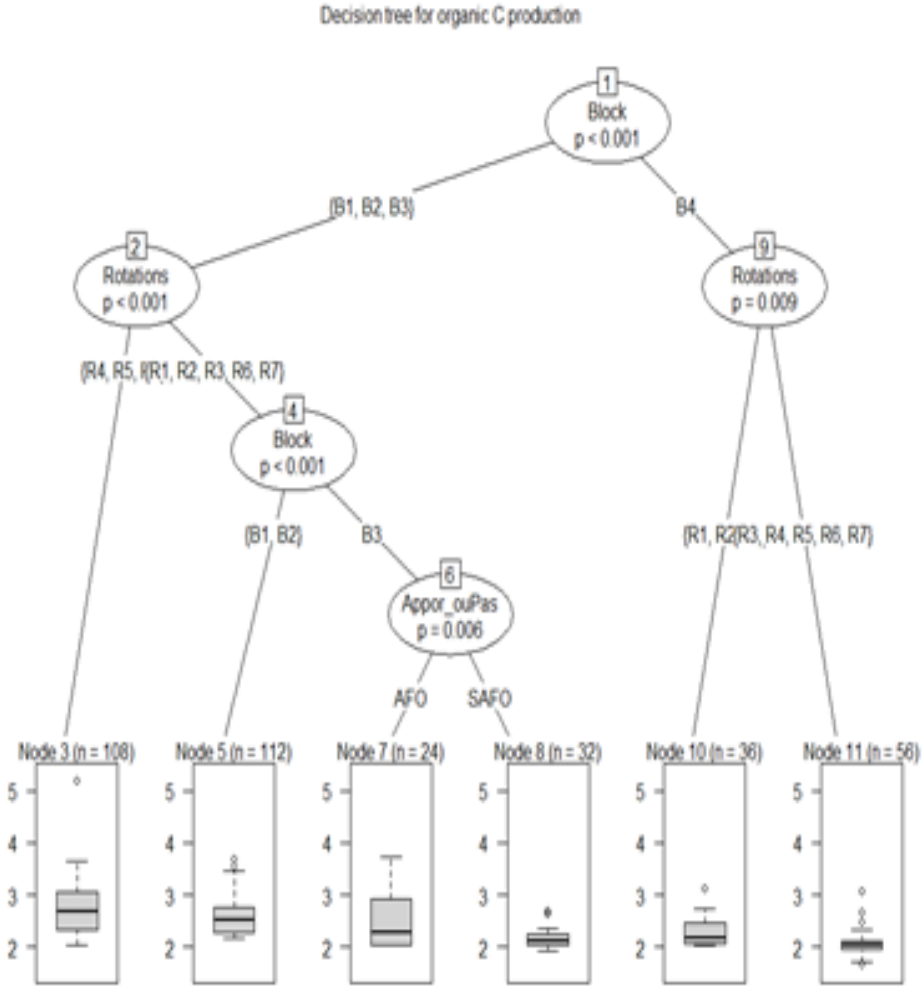 Decision tree for organic C production
1
Block
p < 0.001
{B1, B2, B3}
B4
2
Rotations
p < 0.001
9
Rotations
p = 0.009
{R4, R5,
{R1, R2, R3, R6, R7}
4
Block
p < 0.001
{B1, B2}
B3
{R1, R2
{R3, R4, R5, R6, R7}
6
Appor_ouPas
p = 0.006
AFO
SAFO
Node 3 (n = 108)
Node 5 (n = 112)
Node 7 (n = 24)
Node 8 (n = 32)
Node 10 (n = 36)
Node 11 (n = 56)
5 5 5 5 5 5
4 4 4 4 4 4
3 3 3 3 3 3
2 2 2 2 2 2